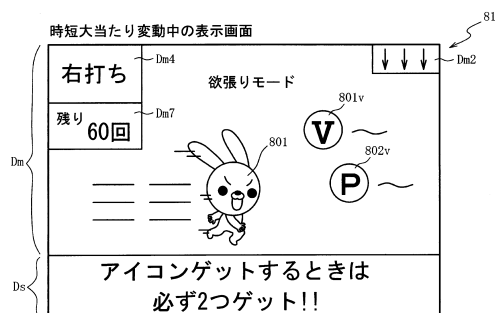 時短大当たり変動中の表示画面
81
右打ち
Dm4
欲張りモード
↓↓↓
Dm2
残り
60回
Dm7
801v
V
802v
P
801
Dm
アイコンゲットするときは
必ず2つゲット!!
Ds